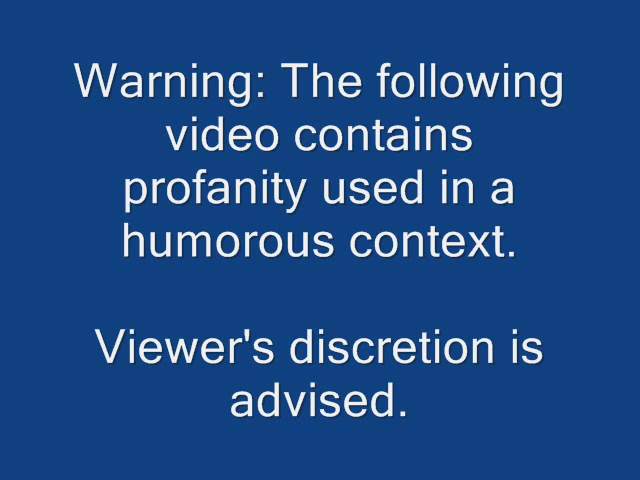 Warning: The following
video contains
profanity used in a
humorous context.
Viewer's discretion is
advised.